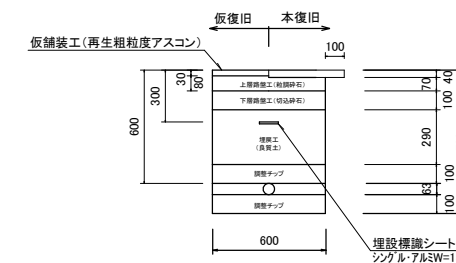 仮復旧 本復旧
仮舗装工(再生粗粒度アスコン)
100
上層路盤工(粒調砕石)
下層路盤工(切込砕石)
埋戻工
(良質土)
調整チップ
調整チップ
600
300
30
80
40
70
100
290
100
63
100
600
埋設標識シート
シングル・アルミW=1